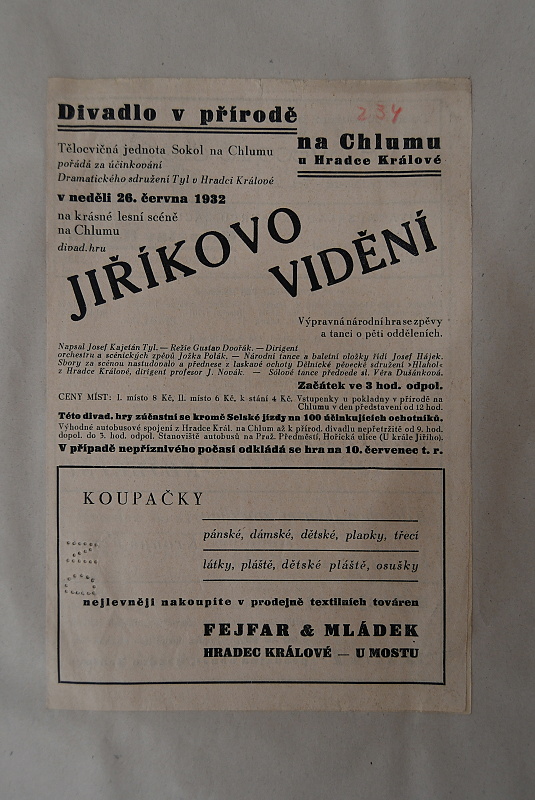 Divadlo v přírodě
234
na Chlumu
u Hradce Králové
Tělocvičná jednota Sokol na Chlumu
pořádá za účinkování
Dramatického sdružení Tyl v Hradci Králové
v neděli 26. června 1932
na krásné lesní scéně
na Chlumu
divad. hru
JIŘÍKOVO
VIDĚNÍ
Výpravná národní hra se zpěvy
a tanci o pěti odděleních.
Napsal Josef Kajetán Tyl. — Režie Gustav Dvořák. — Dirigent
orchestru a scénických zpěvů Jožka Polák. — Národní tance a baletní vložky řídí Josef Hájek.
Sbory za scénou nastudovalo a přednese z laskavé ochoty Dělnické pěvecké sdružení »Hlahol«
z Hradce Králové, dirigent profesor J. Novák. — Sólové tance předvede sl. Věra Dušánková.
Začátek ve 3 hod. odpol.
CENY MÍST: I. místo 8 Kč, II. místo 6 Kč, k stání 4 Kč. Vstupenky u pokladny v přírodě na
Chlumu v den představení od 12 hod.
Této divad. hry zúčastní se kromě Selské jízdy na 100 účinkujících ochotníků.
Výhodné autobusové spojení z Hradce Král. na Chlum až k přírod. divadlu nepřetržitě od 9. hod.
dopol. do 3. hod. odpol. Stanoviště autobusů na Praž. Předměstí, Hořická ulice (U krále Jiřího).
V případě nepříznivého počasí odkládá se hra na 10. červenec t. r.
KOUPAČKY
pánské, dámské, dětské, plavky, třecí
látky, pláště, dětské pláště, osušky
nejlevněji nakoupíte v prodejně textilních továren
FEJFAR & MLÁDEK
HRADEC KRÁLOVÉ — U MOSTU